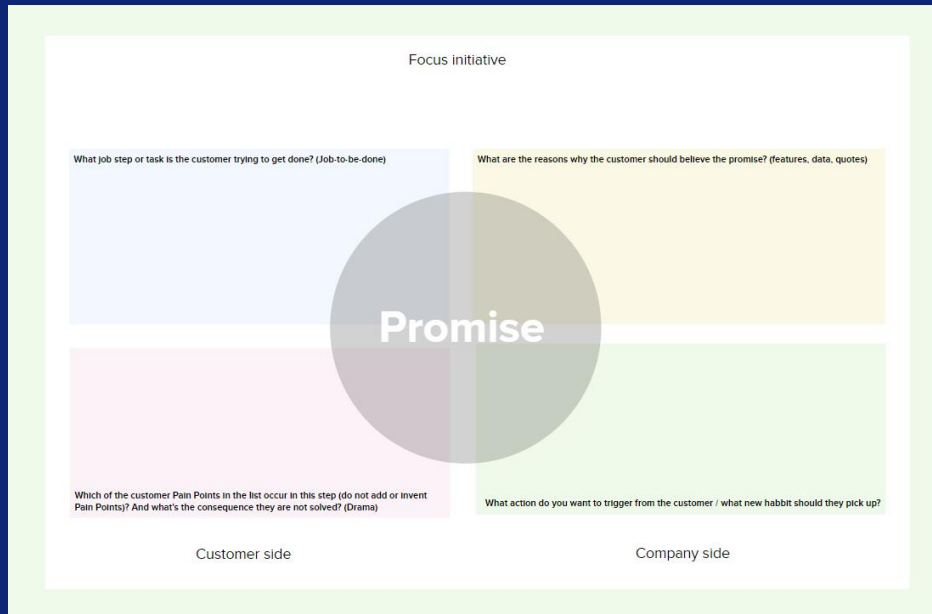 Focus initiative
What job step or task is the customer trying to get done? (Job-to-be-done)
What are the reasons why the customer should believe the promise? (features, data, quotes)
Promise
Which of the customer Pain Points in the list occur in this step (do not add or invent
Pain Points)? And what's the consequence they are not solved? (Drama)
What action do you want to trigger from the customer / what new habbit should they pick up?
Customer side
Company side